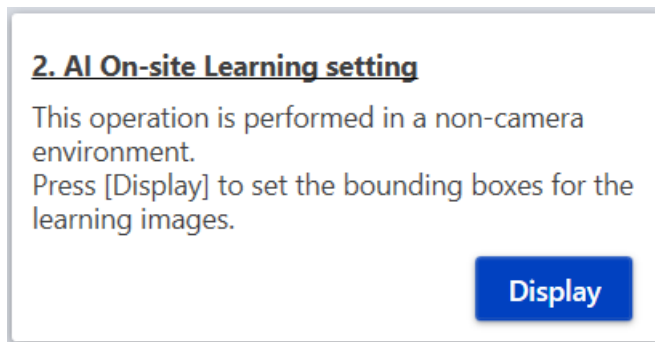 2. AI On-site Learning setting
This operation is performed in a non-camera
environment.
Press [Display] to set the bounding boxes for the
learning images.
Display